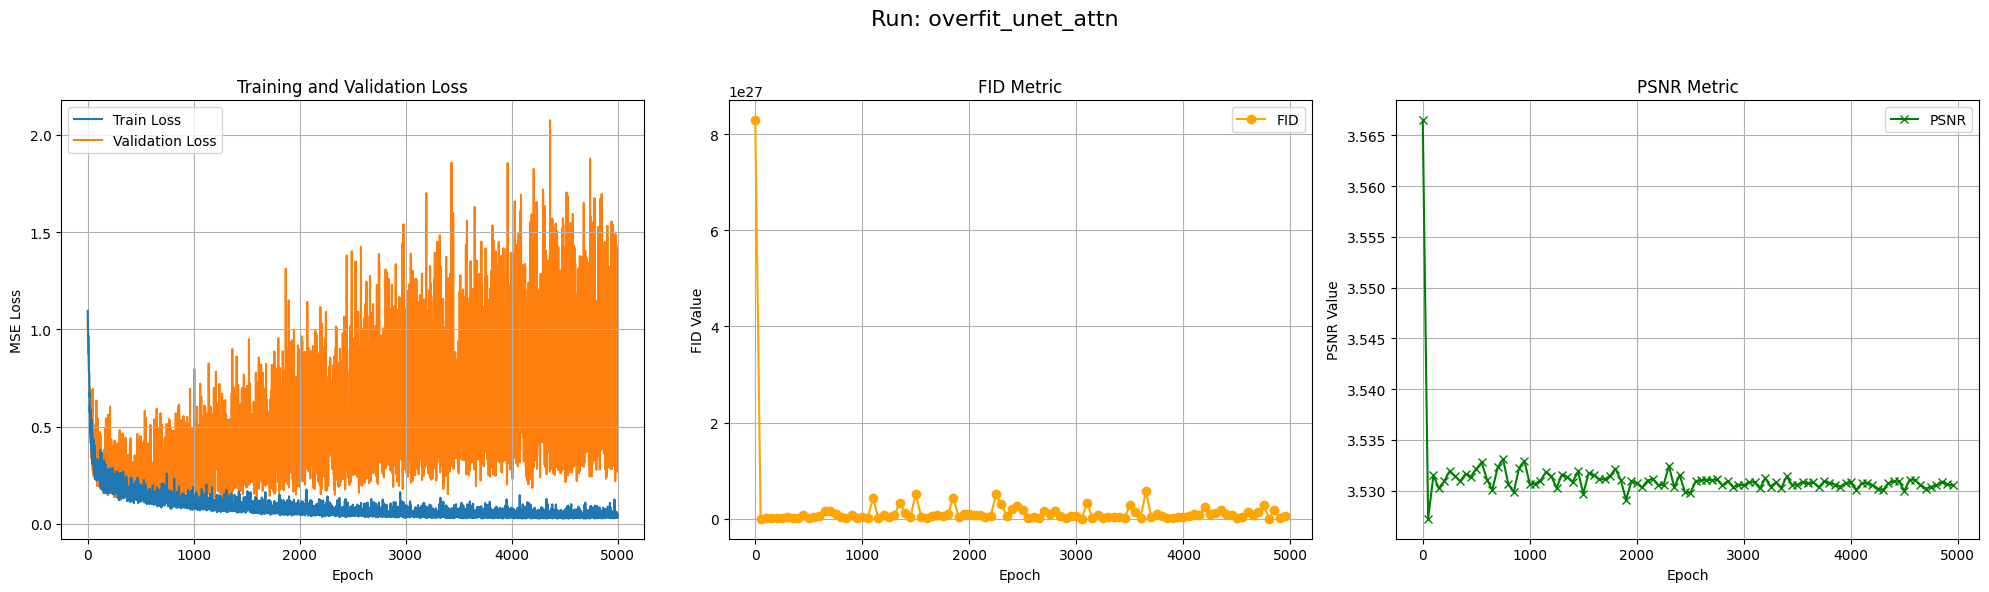 Run: overfit_unet_attn
Training and Validation Loss
Train Loss
Validation Loss
MSE Loss
2.0
1.5
1.0
0.5
0.0
0
1000
2000
3000
4000
5000
Epoch
FID Metric
1e27
FID
FID Value
8
6
4
2
0
0
1000
2000
3000
4000
5000
Epoch
PSNR Metric
PSNR
PSNR Value
3.565
3.560
3.555
3.550
3.545
3.540
3.535
3.530
0
1000
2000
3000
4000
5000
Epoch